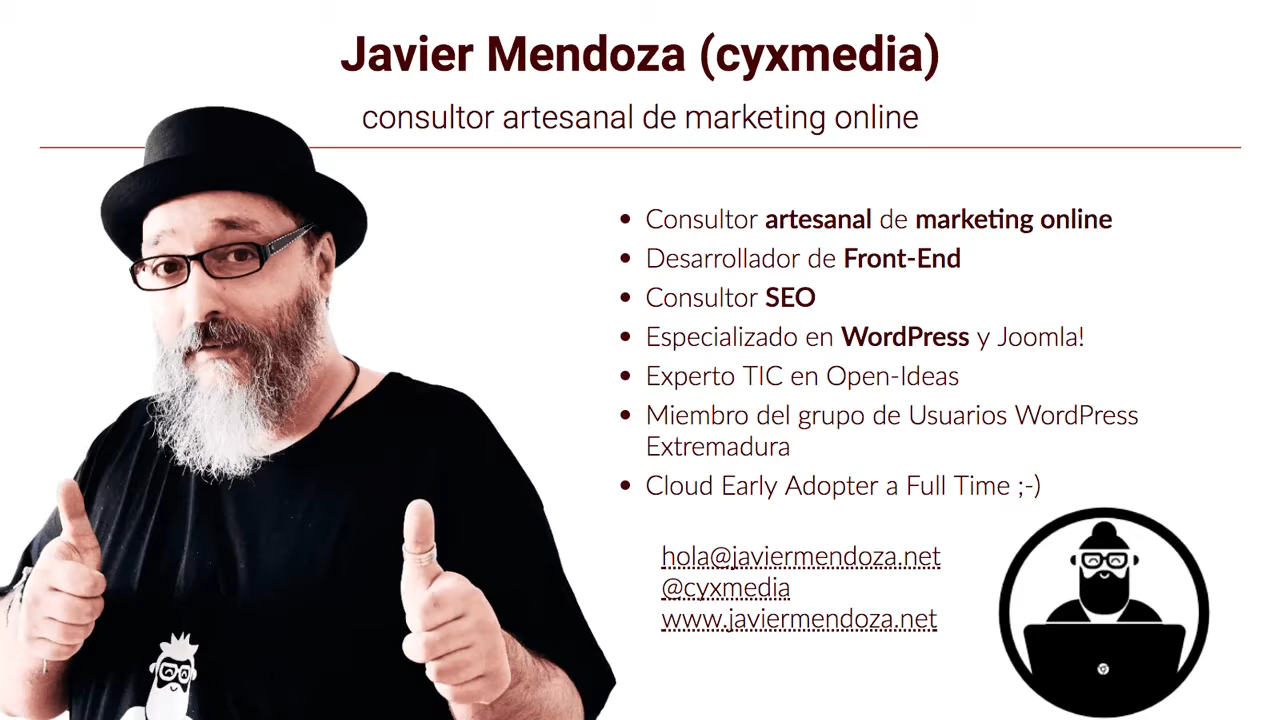 Javier Mendoza (cyxmedia)
consultor artesanal de marketing online
• Consultor artesanal de marketing online
• Desarrollador de Front-End
• Consultor SEO
• Especializado en WordPress y Joomla!
• Experto TIC en Open-Ideas
• Miembro del grupo de Usuarios WordPress
Extremadura
• Cloud Early Adopter a Full Time ;-)
hola@javiermendoza.net
@cyxmedia
www.javiermendoza.net